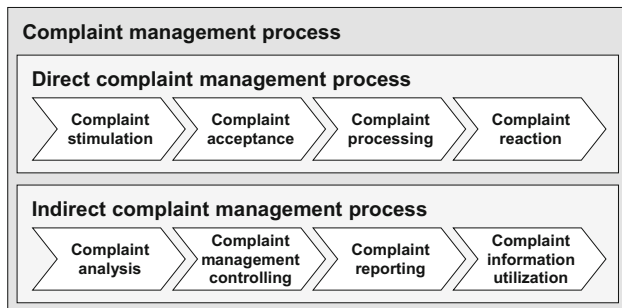 Complaint management process
Direct complaint management process
Complaint
stimulation
Complaint
acceptance
Complaint
processing
Complaint
reaction
Indirect complaint management process
Complaint
analysis
Complaint
management
controlling
Complaint
reporting
Complaint
information
utilization